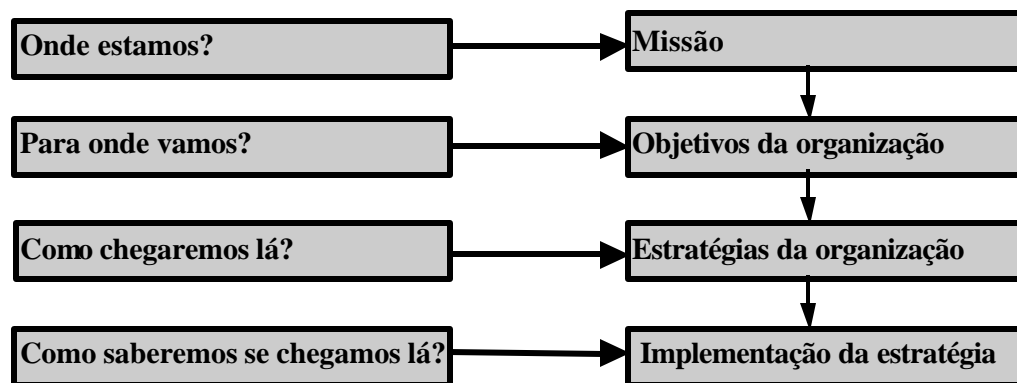 Onde estamos?
Missão
Para onde vamos?
Objetivos da organização
Como chegaremos lá?
Estratégias da organização
Como saberemos se chegamos lá?
Implementação da estratégia